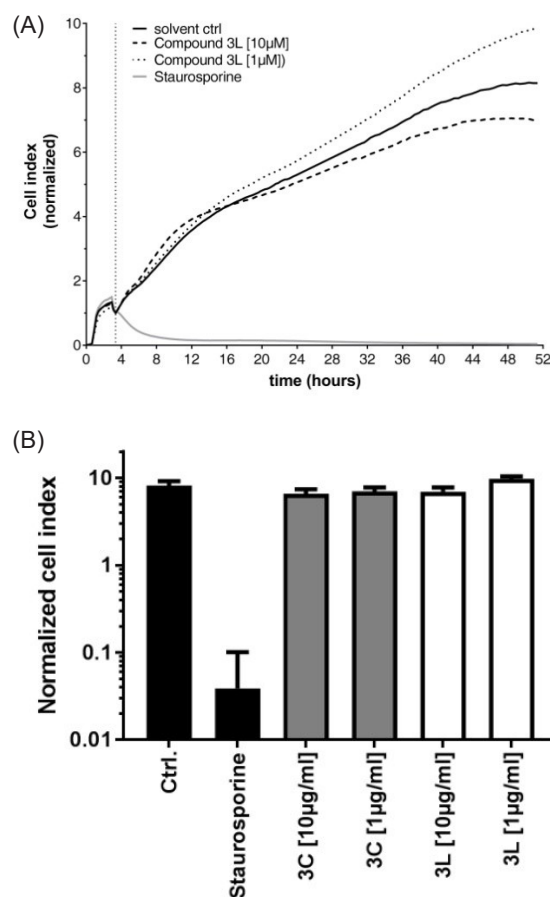 (A)
solvent ctrl
Compound 3L [10µM]
Compound 3L [1µM])
Staurosporine
Cell index
(normalized)
10
8
6
4
2
0
0 4 8 12 16 20 24 28 32 36 40 44 48 52
time (hours)
(B)
Normalized cell index
10
1
0.1
0.01
Ctrl.
Staurosporine
3C [10µg/ml]
3C [1µg/ml]
3L [10µg/ml]
3L [1µg/ml]